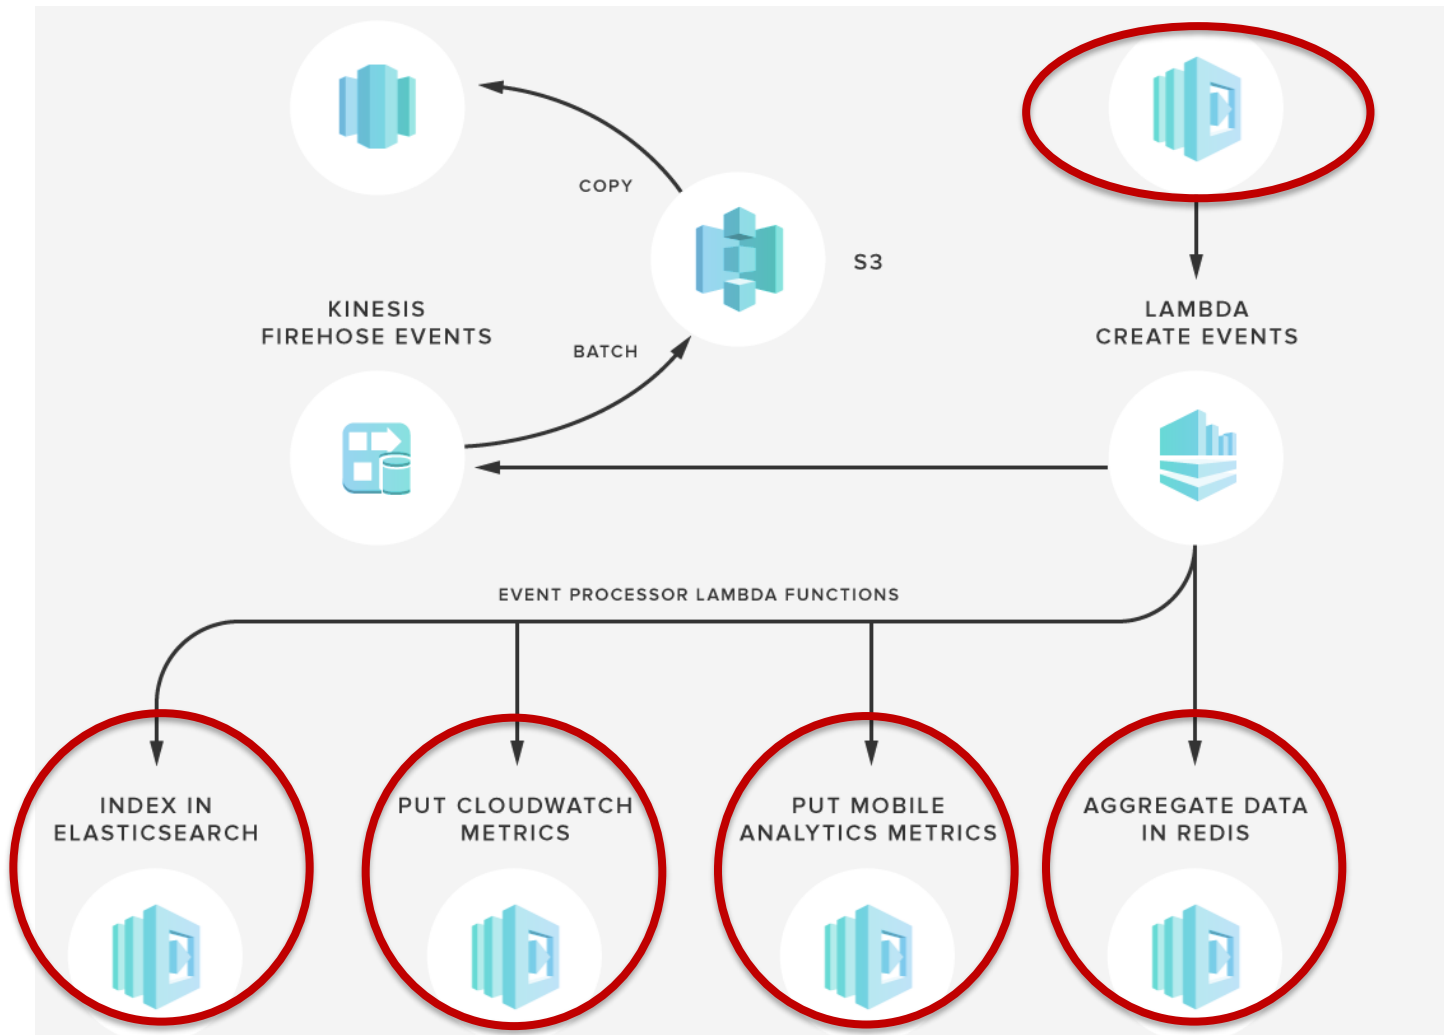 COPY
S3
KINESIS
FIREHOSE EVENTS
LAMBDA
CREATE EVENTS
BATCH
EVENT PROCESSOR LAMBDA FUNCTIONS
INDEX IN
ELASTICSEARCH
PUT CLOUDWATCH
METRICS
PUT MOBILE
ANALYTICS METRICS
AGGREGATE DATA
IN REDIS